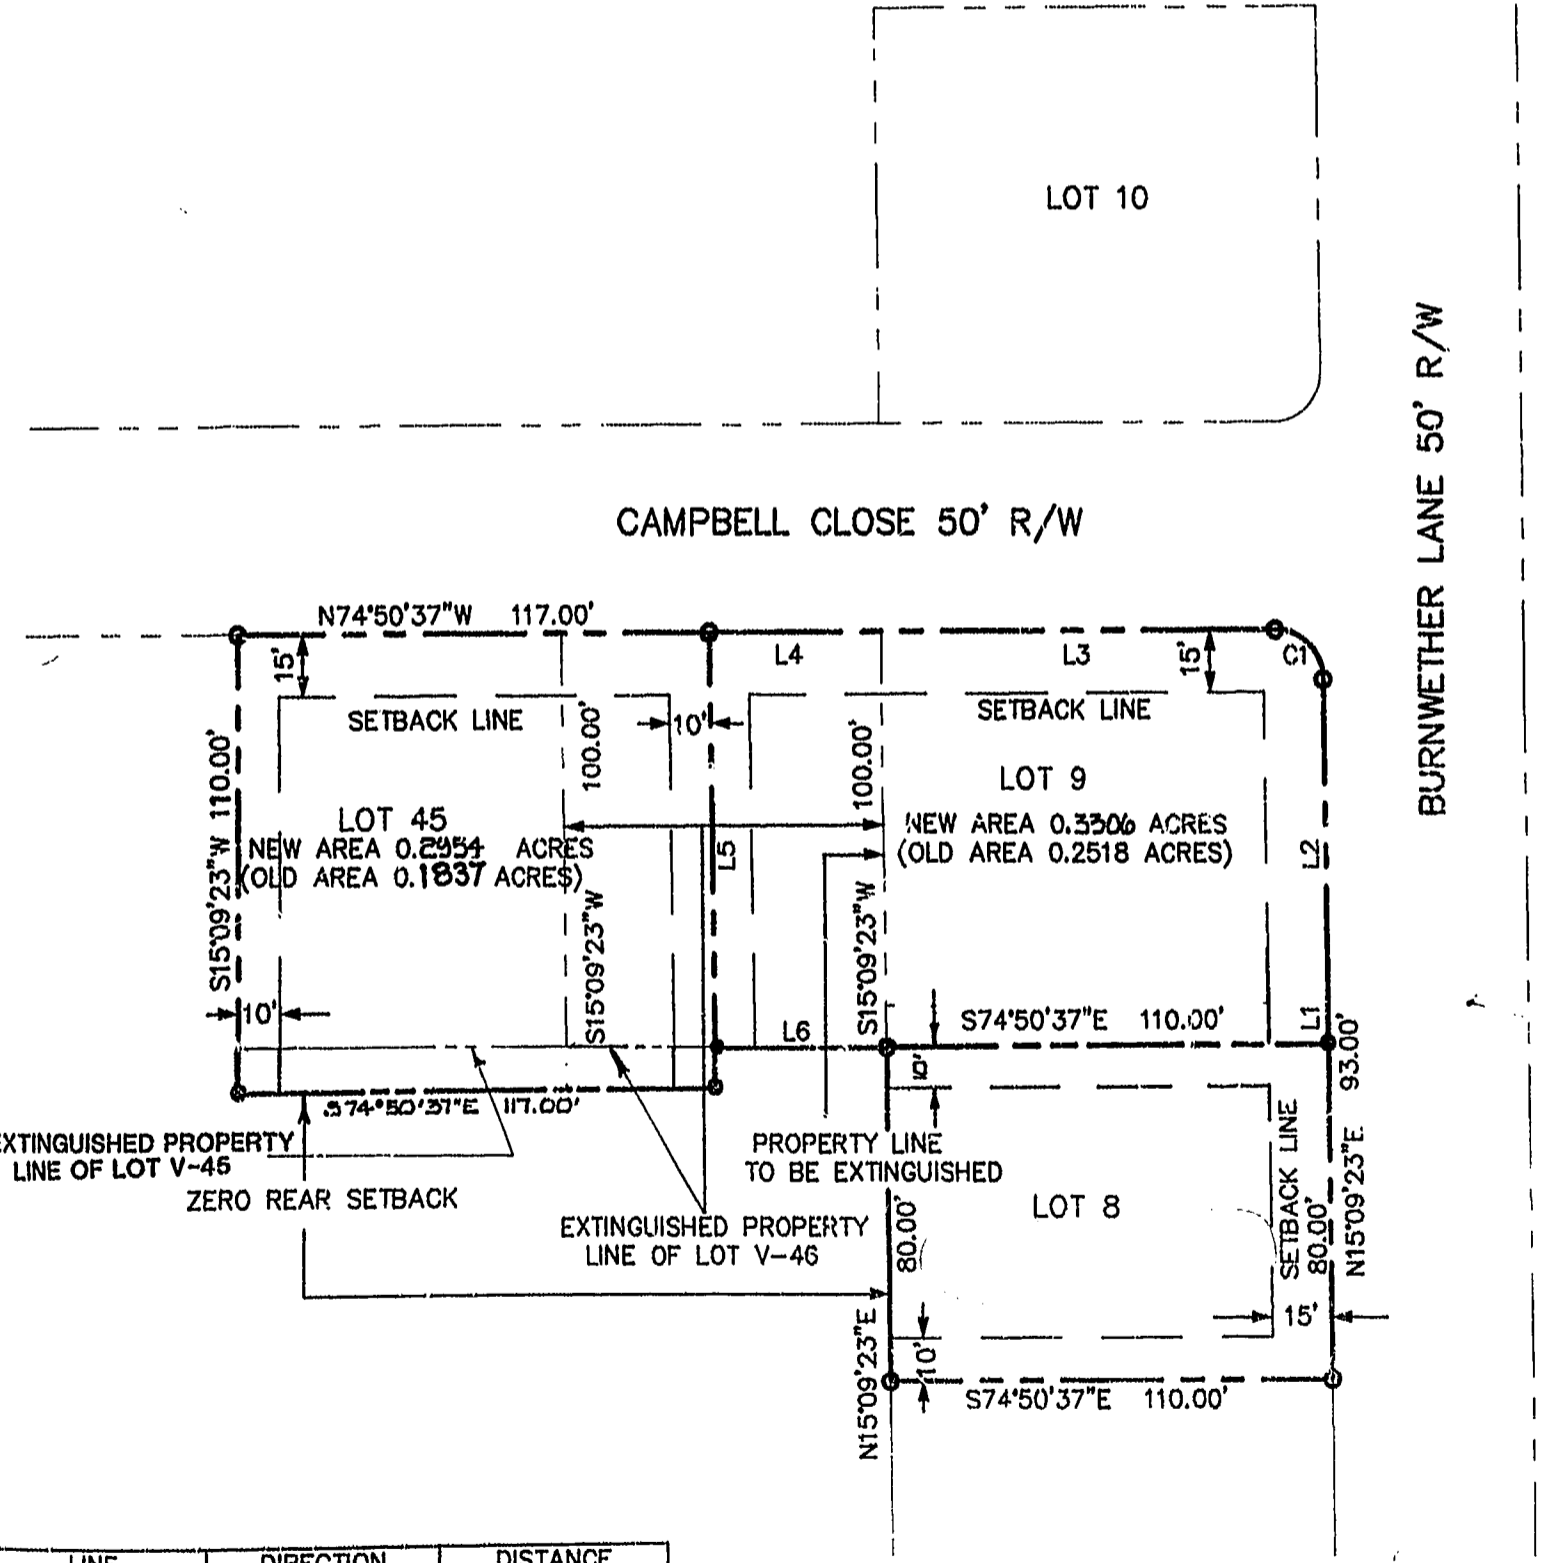 LOT 10
BURNWETHER LANE 50' R/W
CAMPBELL CLOSE 50' R/W
N74°50'37"W 117.00'
L4
L3
C1
15'
15'
SETBACK LINE
10'
SETBACK LINE
100.00'
100.00'
S15°09'23"W 110.00'
LOT 45
NEW AREA 0.2954 ACRES
(OLD AREA 0.1837 ACRES)
L5
LOT 9
NEW AREA 0.3306 ACRES
(OLD AREA 0.2518 ACRES)
L2
S15°09'23"W
S15°09'23"W
10'
L6
S74°50'37"E 110.00'
L1
93.00'
10'
S74°50'37"E 117.00'
EXTINGUISHED PROPERTY
LINE OF LOT V-45
ZERO REAR SETBACK
EXTINGUISHED PROPERTY
LINE OF LOT V-46
PROPERTY LINE
TO BE EXTINGUISHED
LOT 8
80.00'
SETBACK LINE
80.00'
N15°09'23"E
15'
N15°09'23"E
10'
S74°50'37"E 110.00'
LINE DIRECTION DISTANCE